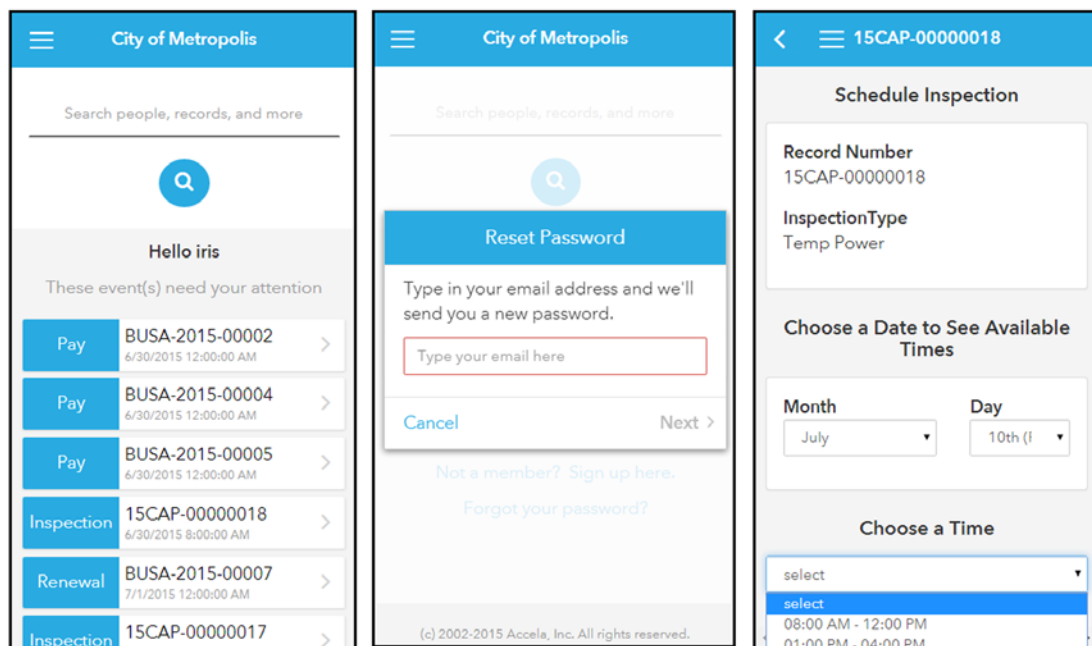 City of Metropolis
Search people, records, and more
Hello iris
These event(s) need your attention
Pay
BUSA-2015-00002
6/30/2015 12:00:00 AM
Pay
BUSA-2015-00004
6/30/2015 12:00:00 AM
Pay
BUSA-2015-00005
6/30/2015 12:00:00 AM
Inspection
15CAP-00000018
6/30/2015 8:00:00 AM
Renewal
BUSA-2015-00007
7/1/2015 12:00:00 AM
Inspection
15CAP-00000017
City of Metropolis
Search people, records, and more
Reset Password
Type in your email address and we'll
send you a new password.
Type your email here
Cancel
Next
Not a member? Sign up here.
Forgot your password?
(c) 2002-2015 Accela, Inc. All rights reserved.
15CAP-00000018
Schedule Inspection
Record Number
15CAP-00000018
InspectionType
Temp Power
Choose a Date to See Available
Times
Month
Day
July
10th (F
Choose a Time
select
select
08:00 AM - 12:00 PM
01:00 PM - 04:00 PM